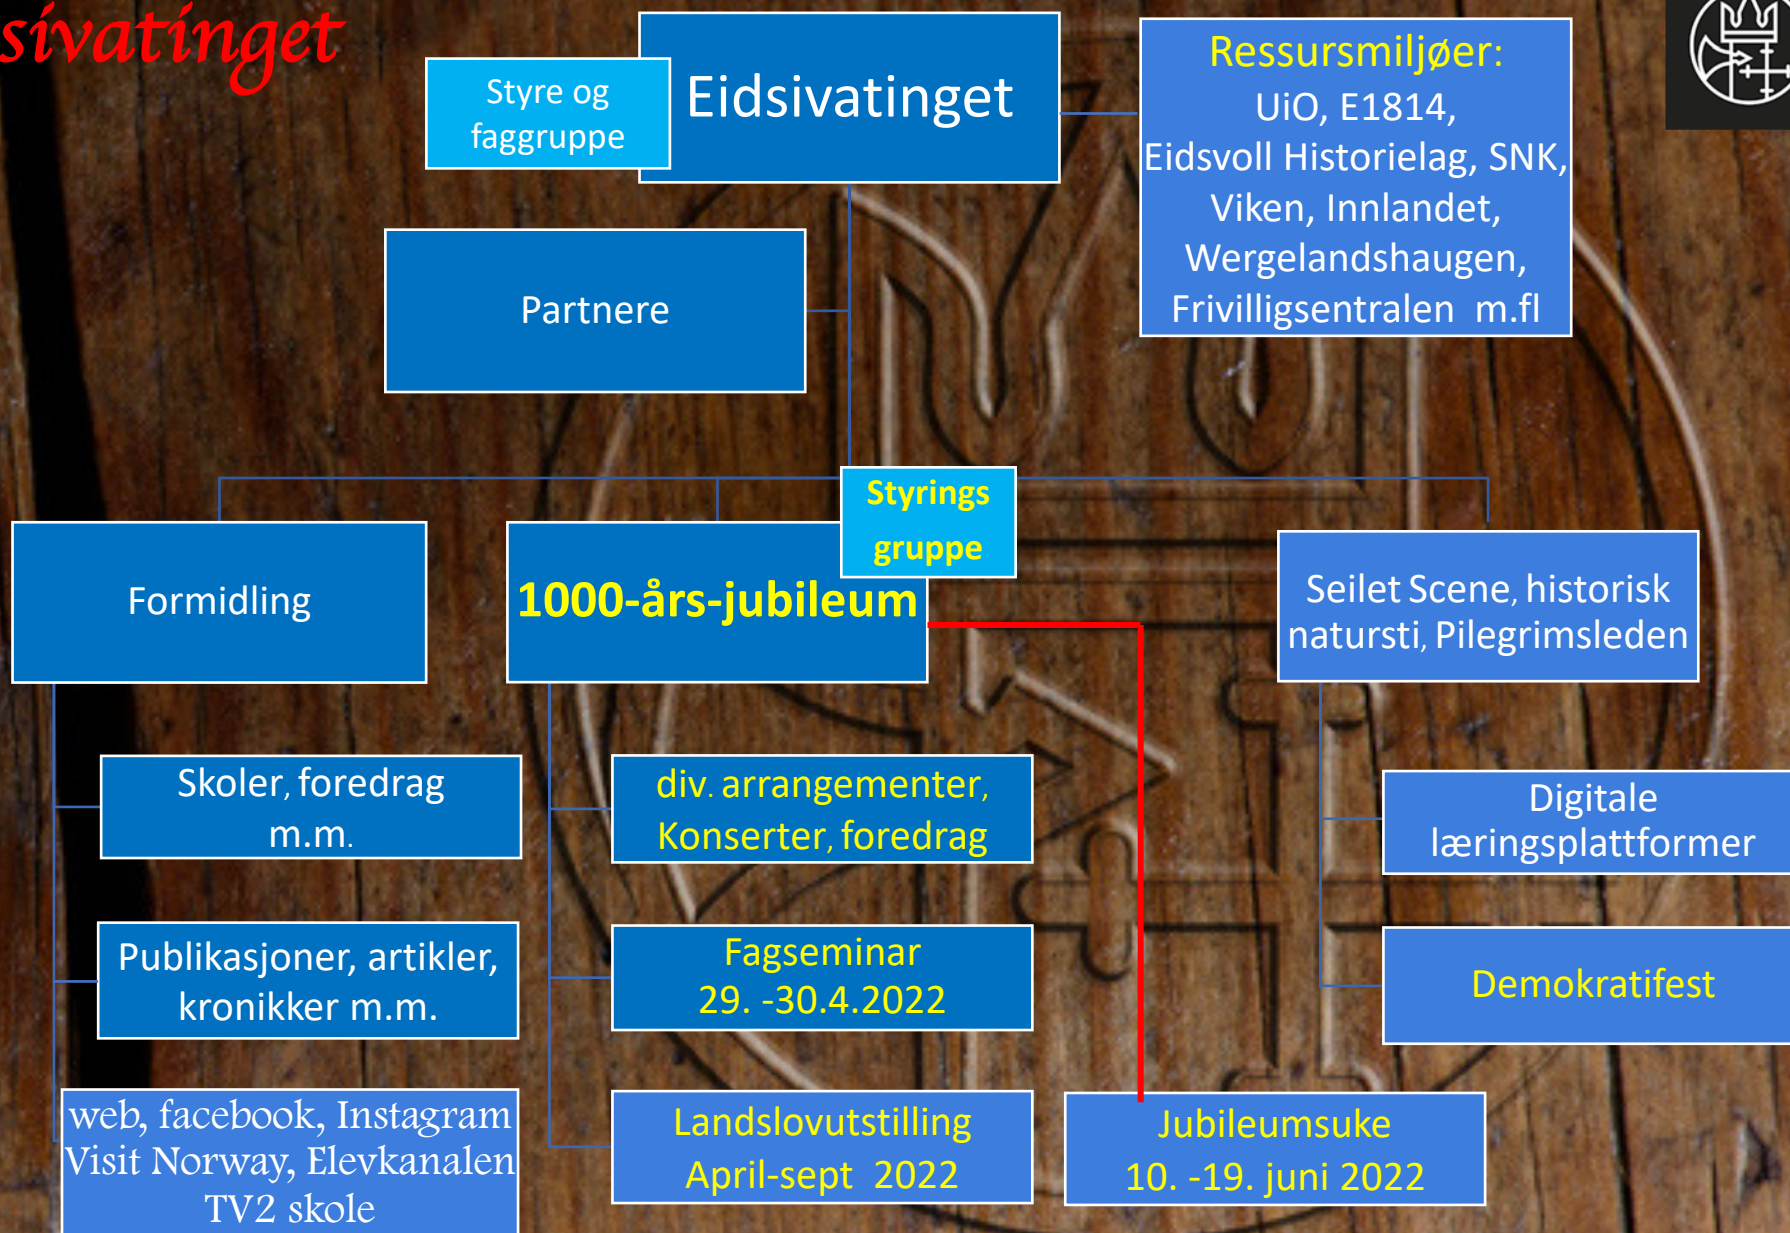 sivatinget
Styre og
faggruppe
Eidsivatinget
Ressursmiljøer:
UiO, E1814,
Eidsvoll Historielag, SNK,
Viken, Innlandet,
Wergelandshaugen,
Frivilligsentralen m.fl
Partnere
Styrings
gruppe
Formidling
1000-års-jubileum
Seilet Scene, historisk
natursti, Pilegrimsleden
Skoler, foredrag
m.m.
div. arrangementer,
Konserter, foredrag
Digitale
læringsplattformer
Publikasjoner, artikler,
kronikker m.m.
Fagseminar
29. -30.4.2022
Demokratifest
web, facebook, Instagram
Visit Norway, Elevkanalen
TV2 skole
Landslovutstilling
April-sept 2022
Jubileumsuke
10. -19. juni 2022